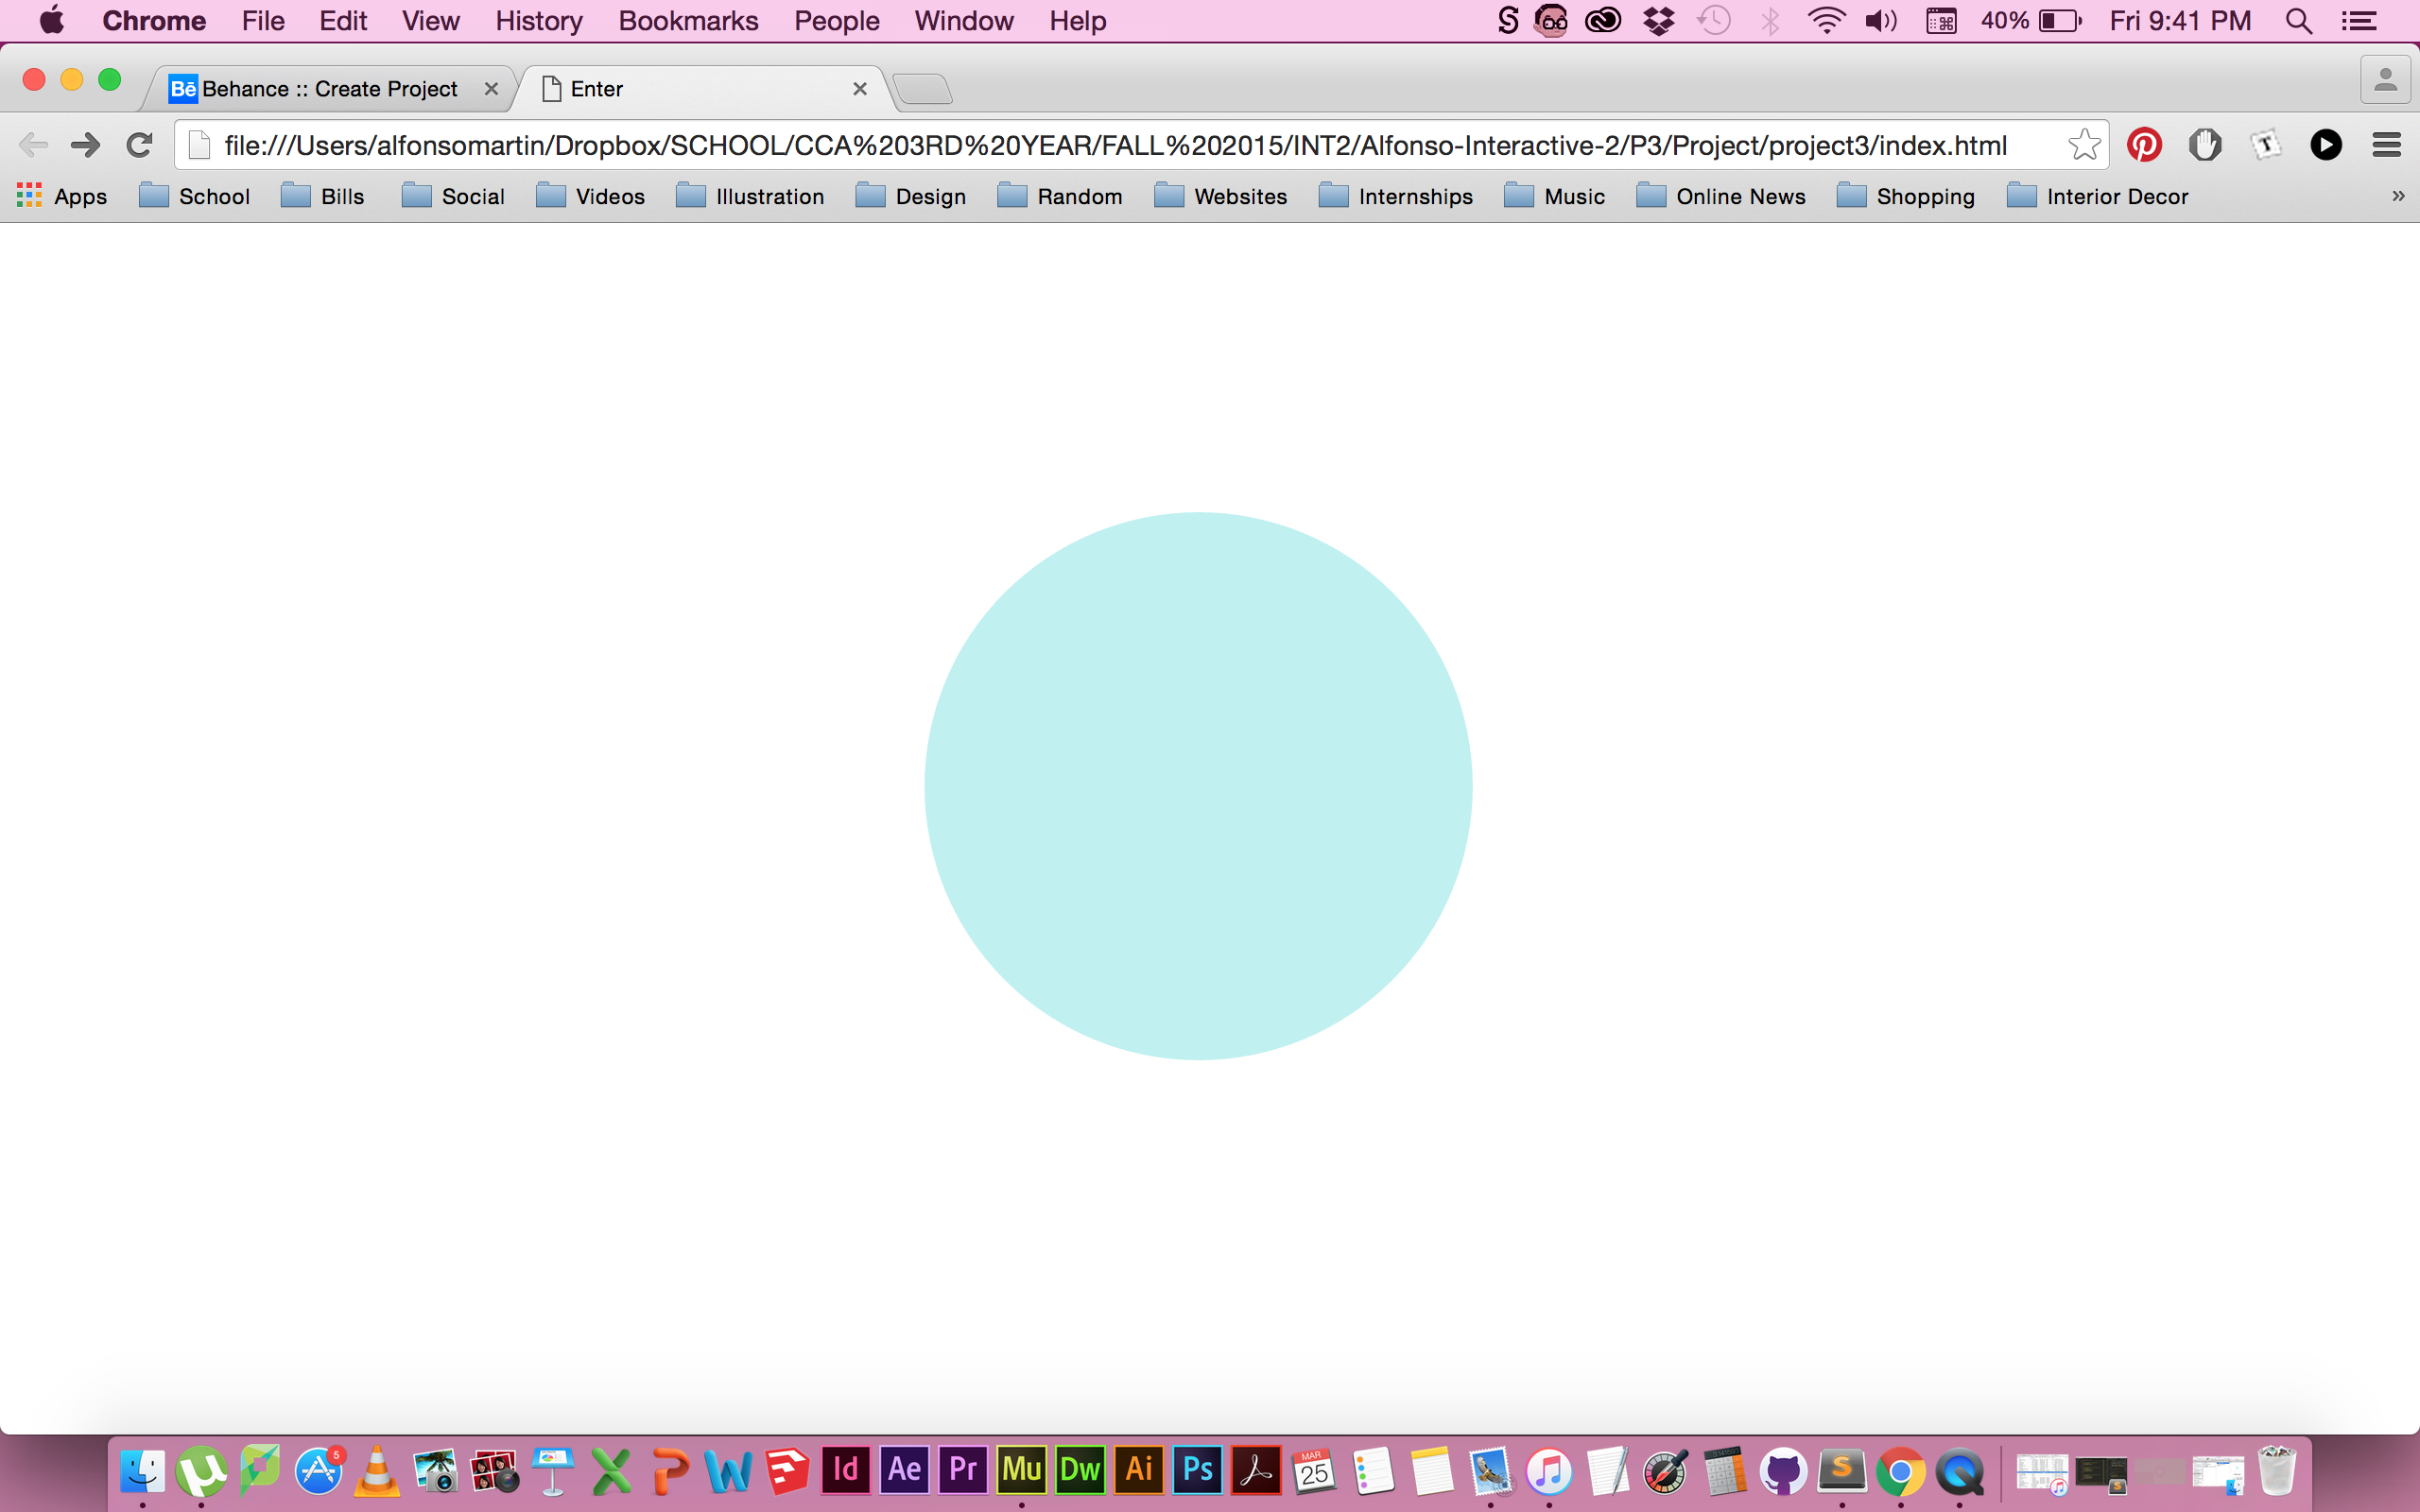 Chrome File Edit View History Bookmarks People Window Help 40% Fri 9:41 PM
Bē Behance :: Create Project Enter
file:///Users/alfonsomartin/Dropbox/SCHOOL/CCA%203RD%20YEAR/FALL%202015/INT2/Alfonso-Interactive-2/P3/Project/project3/index.html
Apps School Bills Social Videos Illustration Design Random Websites Internships Music Online News Shopping Interior Decor »
5 Id Ae Pr Mu Dw Ai Ps MAR 25